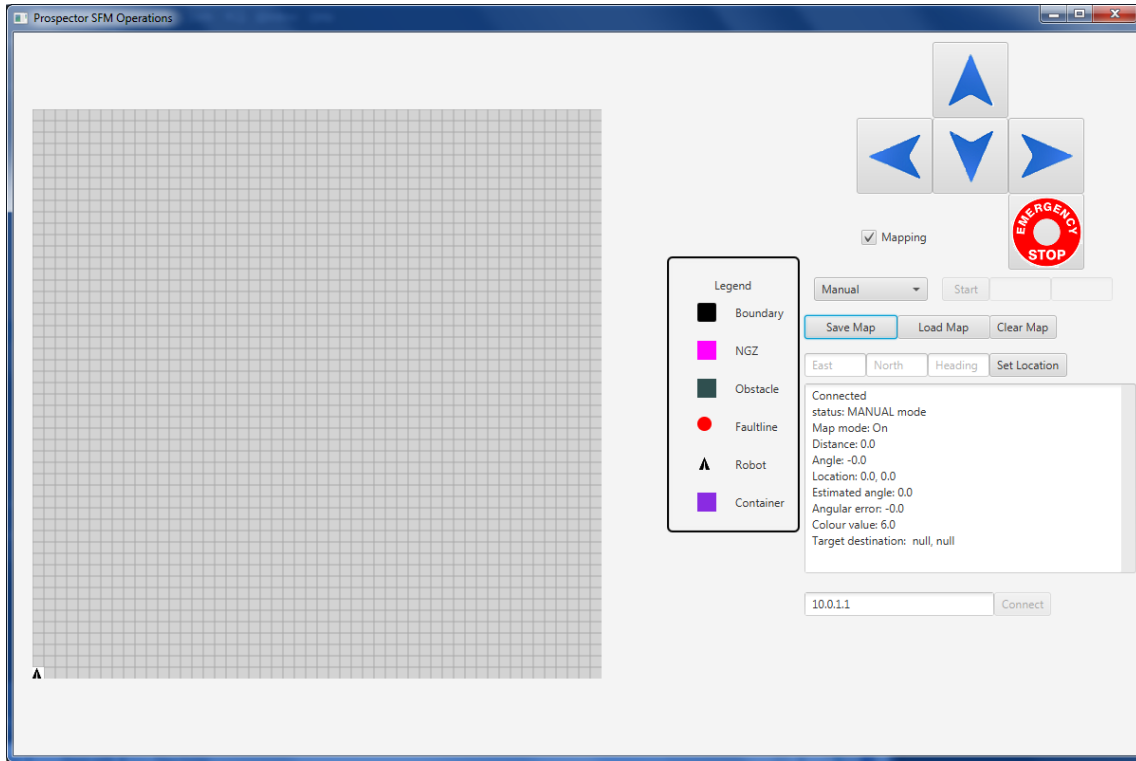 Prospector SFM Operations
EMERGENCY
STOP
Mapping
Legend
Boundary
NGZ
Obstacle
Faultline
Robot
Container
Manual
Start
Save Map
Load Map
Clear Map
East
North
Heading
Set Location
Connected
status: MANUAL mode
Map mode: On
Distance: 0.0
Angle: -0.0
Location: 0.0, 0.0
Estimated angle: 0.0
Angular error: -0.0
Colour value: 6.0
Target destination:  null, null
10.0.1.1
Connect